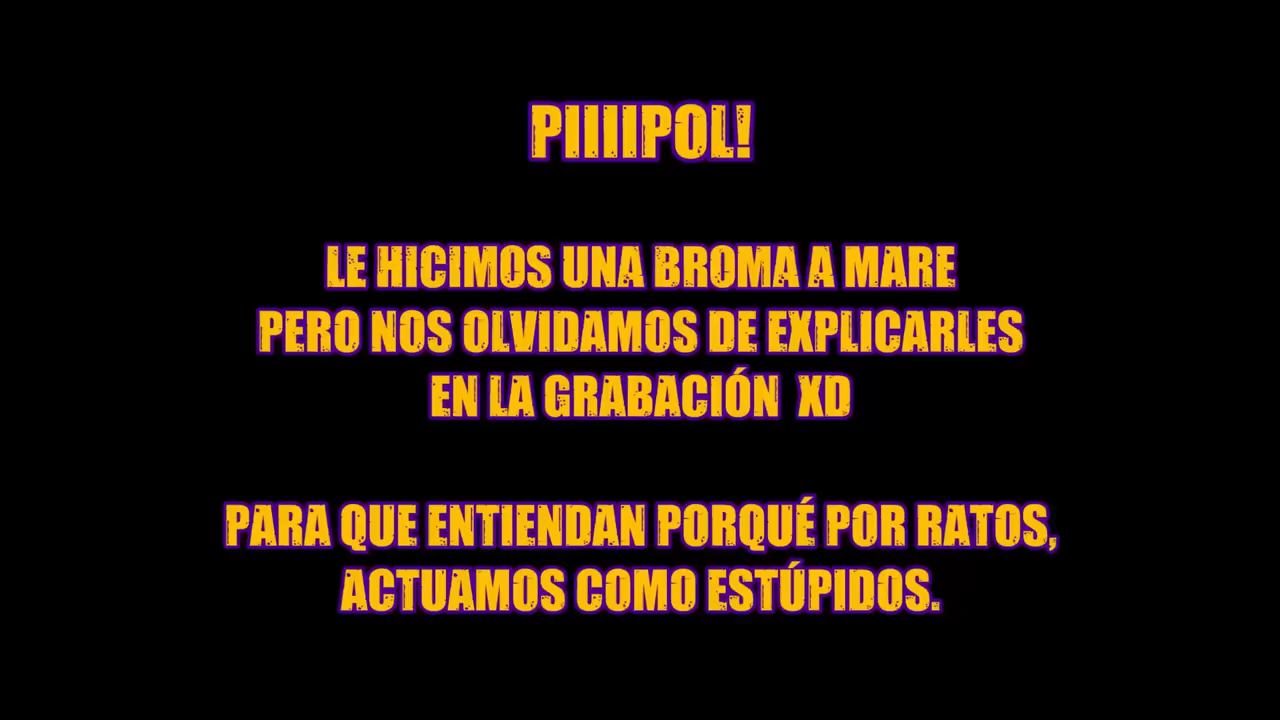 PIIIIPOL!
LE HICIMOS UNA BROMA A MARE
PERO NOS OLVIDAMOS DE EXPLICARLES
EN LA GRABACIÓN XD
PARA QUE ENTIENDAN PORQUÉ POR RATOS,
ACTUAMOS COMO ESTÚPIDOS.